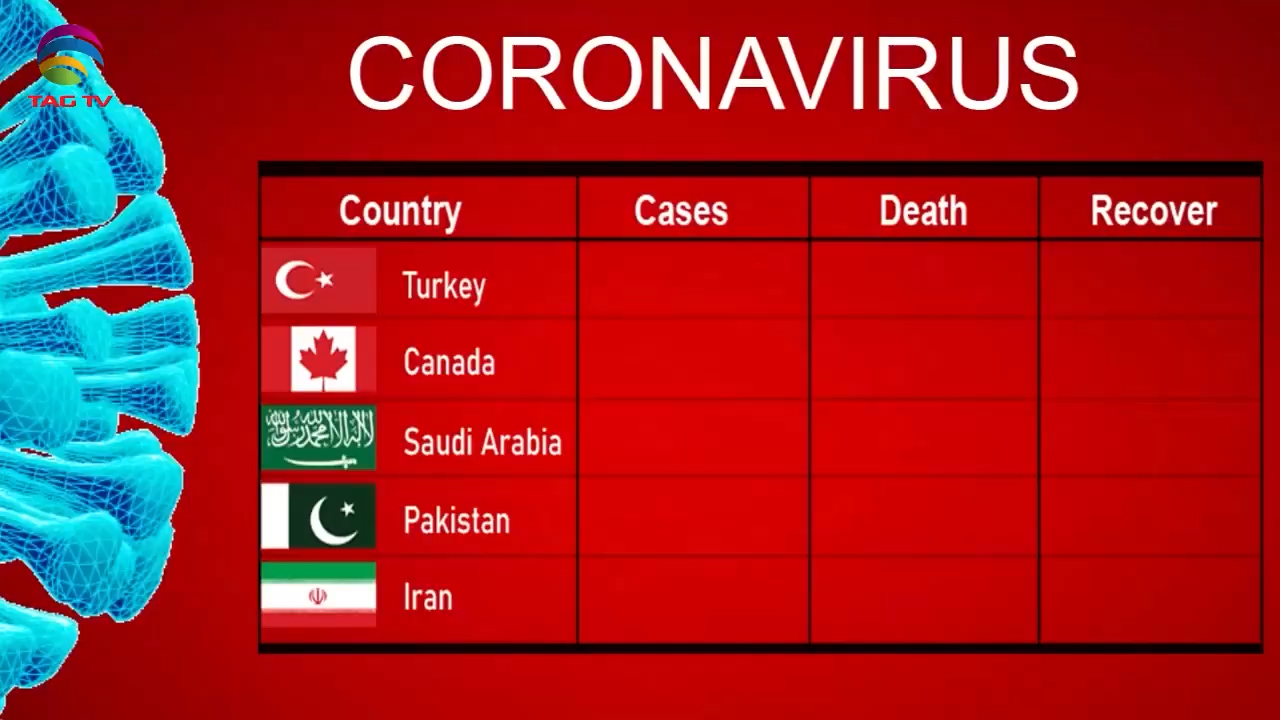 TAG TV
CORONAVIRUS
Country Cases Death Recover
Turkey
Canada
Saudi Arabia
Pakistan
Iran